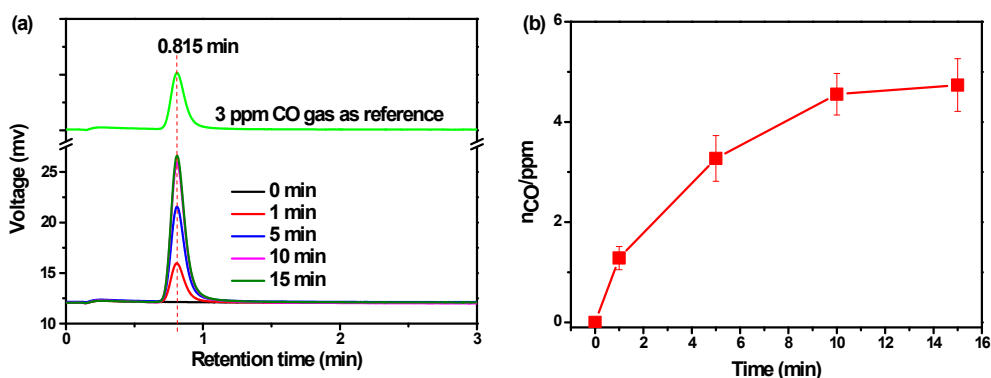 (a)
0.815 min
3 ppm CO gas as reference
Voltage (mv)
25
20
15
10
0 min
1 min
5 min
10 min
15 min
0
1
2
3
Retention time (min)
(b)
nCO/ppm
6
4
2
0
0
2
4
6
8
10
12
14
16
Time (min)